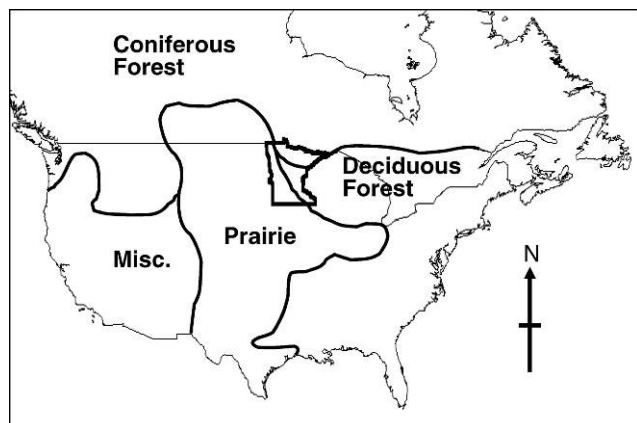 Coniferous
Forest
Deciduous
Forest
Prairie
Misc.
N